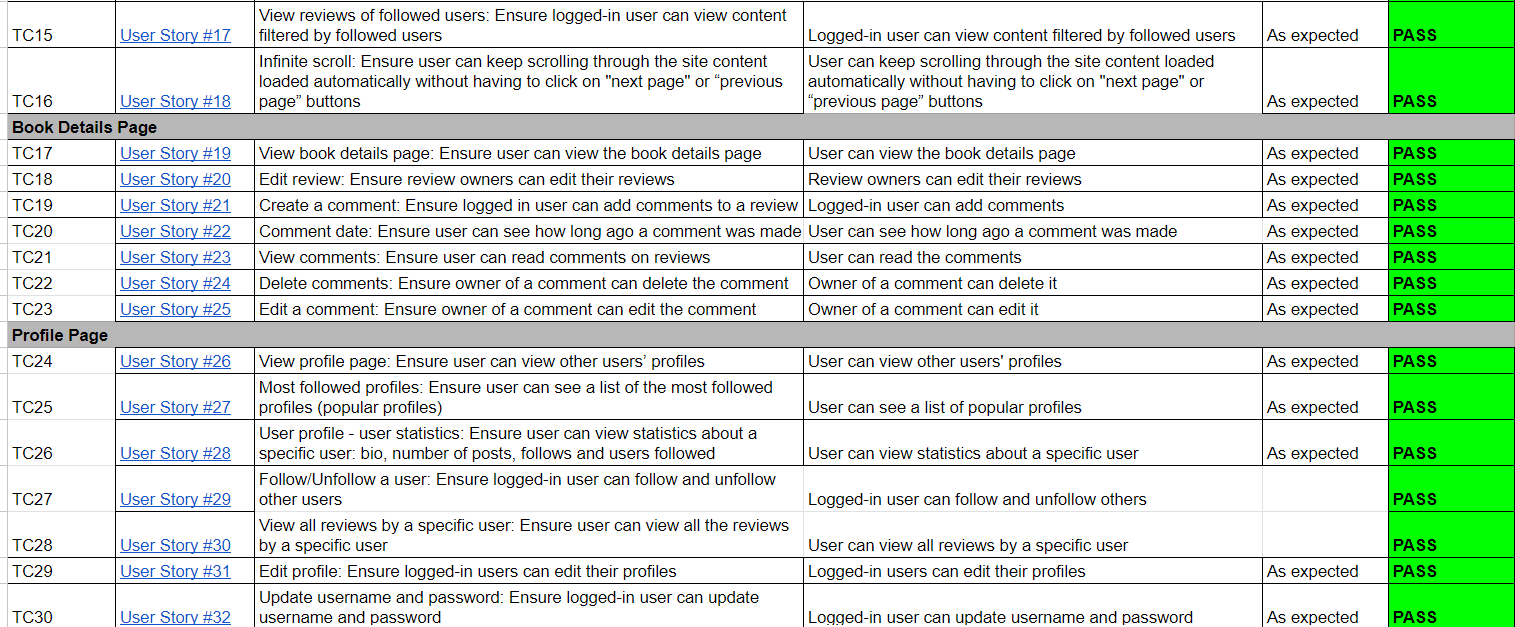 TC15 User Story #17 View reviews of followed users: Ensure logged-in user can view content filtered by followed users Logged-in user can view content filtered by followed users As expected PASS
TC16 User Story #18 Infinite scroll: Ensure user can keep scrolling through the site content loaded automatically without having to click on "next page" or “previous page” buttons User can keep scrolling through the site content loaded automatically without having to click on "next page" or “previous page” buttons As expected PASS
Book Details Page
TC17 User Story #19 View book details page: Ensure user can view the book details page User can view the book details page As expected PASS
TC18 User Story #20 Edit review: Ensure review owners can edit their reviews Review owners can edit their reviews As expected PASS
TC19 User Story #21 Create a comment: Ensure logged in user can add comments to a review Logged-in user can add comments As expected PASS
TC20 User Story #22 Comment date: Ensure user can see how long ago a comment was made User can see how long ago a comment was made As expected PASS
TC21 User Story #23 View comments: Ensure user can read comments on reviews User can read the comments As expected PASS
TC22 User Story #24 Delete comments: Ensure owner of a comment can delete the comment Owner of a comment can delete it As expected PASS
TC23 User Story #25 Edit a comment: Ensure owner of a comment can edit the comment Owner of a comment can edit it As expected PASS
Profile Page
TC24 User Story #26 View profile page: Ensure user can view other users’ profiles User can view other users' profiles As expected PASS
TC25 User Story #27 Most followed profiles: Ensure user can see a list of the most followed profiles (popular profiles) User can see a list of popular profiles As expected PASS
TC26 User Story #28 User profile - user statistics: Ensure user can view statistics about a specific user: bio, number of posts, follows and users followed User can view statistics about a specific user As expected PASS
TC27 User Story #29 Follow/Unfollow a user: Ensure logged-in user can follow and unfollow other users Logged-in user can follow and unfollow others PASS
TC28 User Story #30 View all reviews by a specific user: Ensure user can view all the reviews by a specific user User can view all reviews by a specific user PASS
TC29 User Story #31 Edit profile: Ensure logged-in users can edit their profiles Logged-in users can edit their profiles As expected PASS
TC30 User Story #32 Update username and password: Ensure logged-in user can update username and password Logged-in user can update username and password As expected PASS